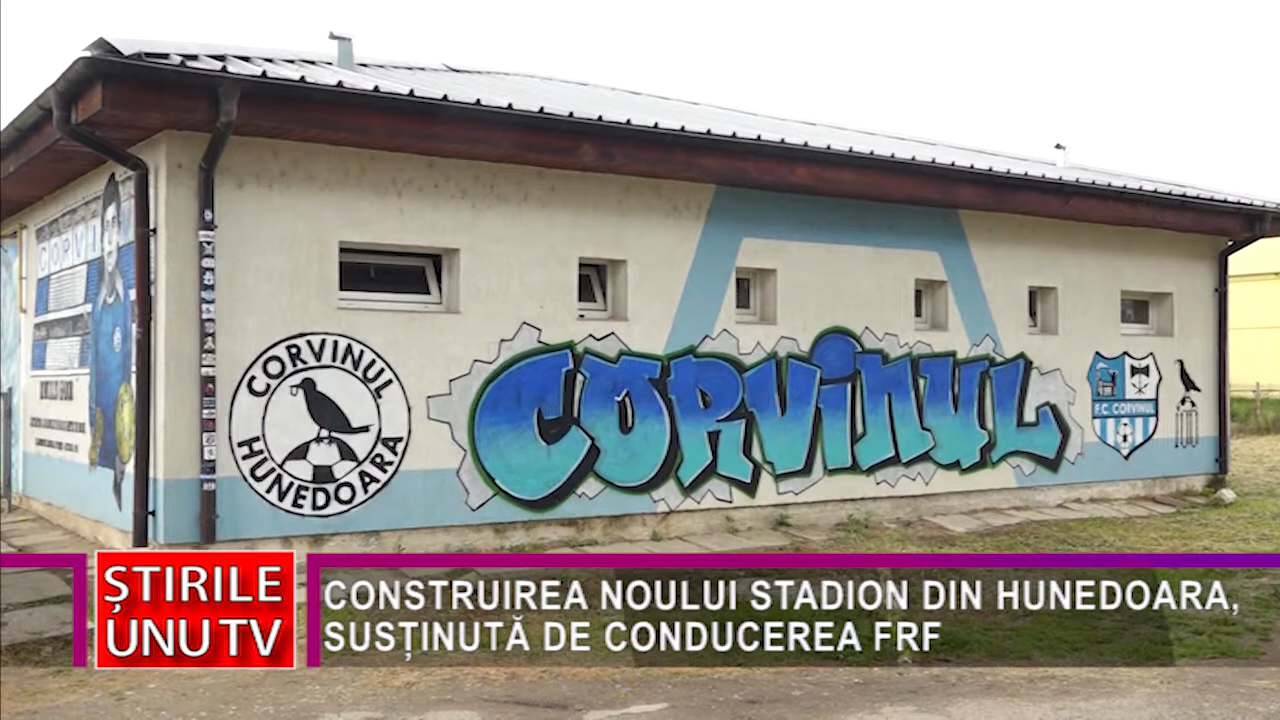 CORVI
CORVINUL
HUNEDOARA
CORVINUL
F.C. CORVINUL
ȘTIRILE
UNU TV
CONSTRUIREA NOULUI STADION DIN HUNEDOARA,
SUSȚINUTĂ DE CONDUCEREA FRF